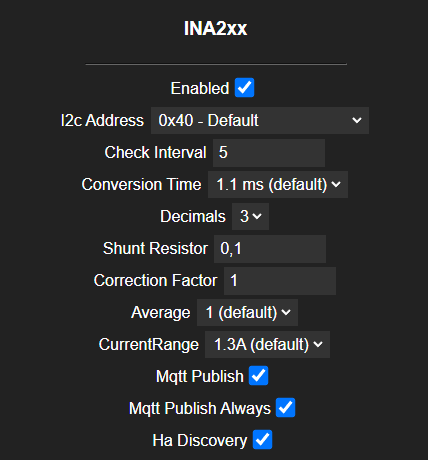 INA2xx
Enabled
I2c Address 0x40 - Default
Check Interval 5
Conversion Time 1.1 ms (default)
Decimals 3
Shunt Resistor 0,1
Correction Factor 1
Average 1 (default)
CurrentRange 1.3A (default)
Mqtt Publish
Mqtt Publish Always
Ha Discovery